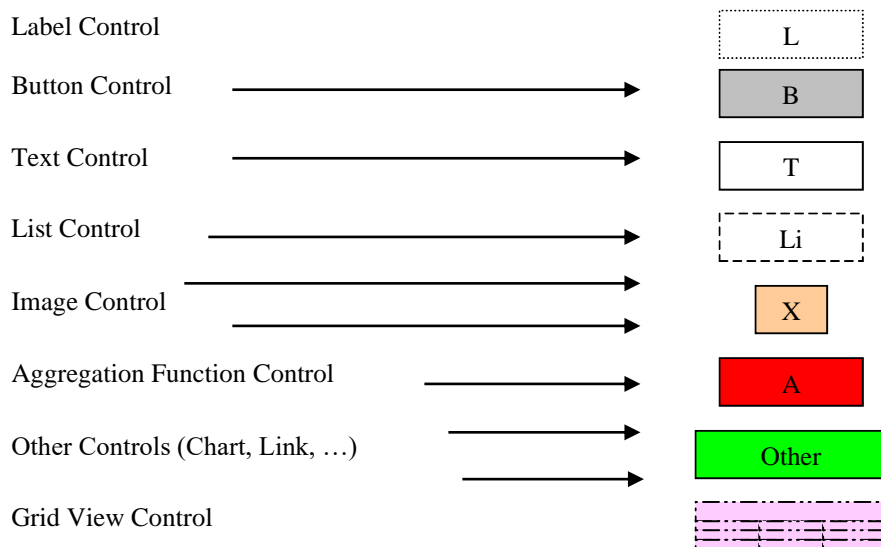 Label Control L
Button Control B
Text Control T
List Control Li
Image Control X
Aggregation Function Control A
Other Controls (Chart, Link, …) Other
Grid View Control